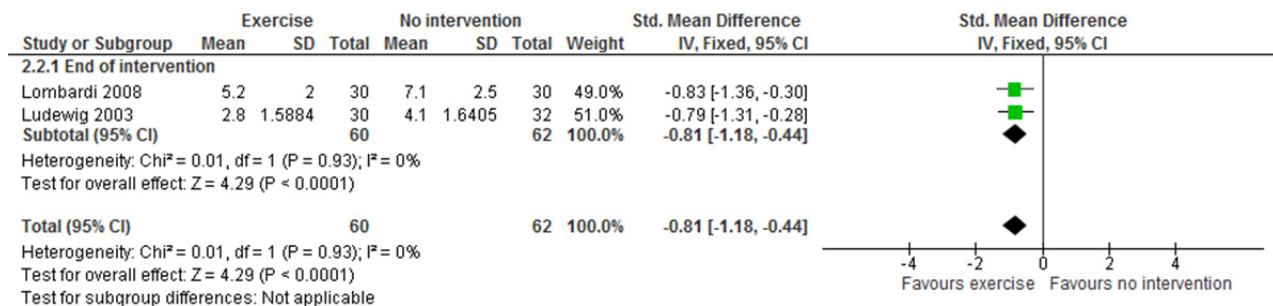 Exercise No intervention Std. Mean Difference Std. Mean Difference
Study or Subgroup Mean SD Total Mean SD Total Weight IV, Fixed, 95% CI IV, Fixed, 95% CI
2.2.1 End of intervention
Lombardi 2008 5.2 2 30 7.1 2.5 30 49.0% -0.83 [-1.36, -0.30]
Ludewig 2003 2.8 1.5884 30 4.1 1.6405 32 51.0% -0.79 [-1.31, -0.28]
Subtotal (95% CI) 60 62 100.0% -0.81 [-1.18, -0.44]
Heterogeneity: Chi² = 0.01, df = 1 (P = 0.93); I² = 0%
Test for overall effect: Z = 4.29 (P < 0.0001)
Total (95% CI) 60 62 100.0% -0.81 [-1.18, -0.44]
Heterogeneity: Chi² = 0.01, df = 1 (P = 0.93); I² = 0%
Test for overall effect: Z = 4.29 (P < 0.0001)
Test for subgroup differences: Not applicable
-4 -2 0 2 4
Favours exercise Favours no intervention